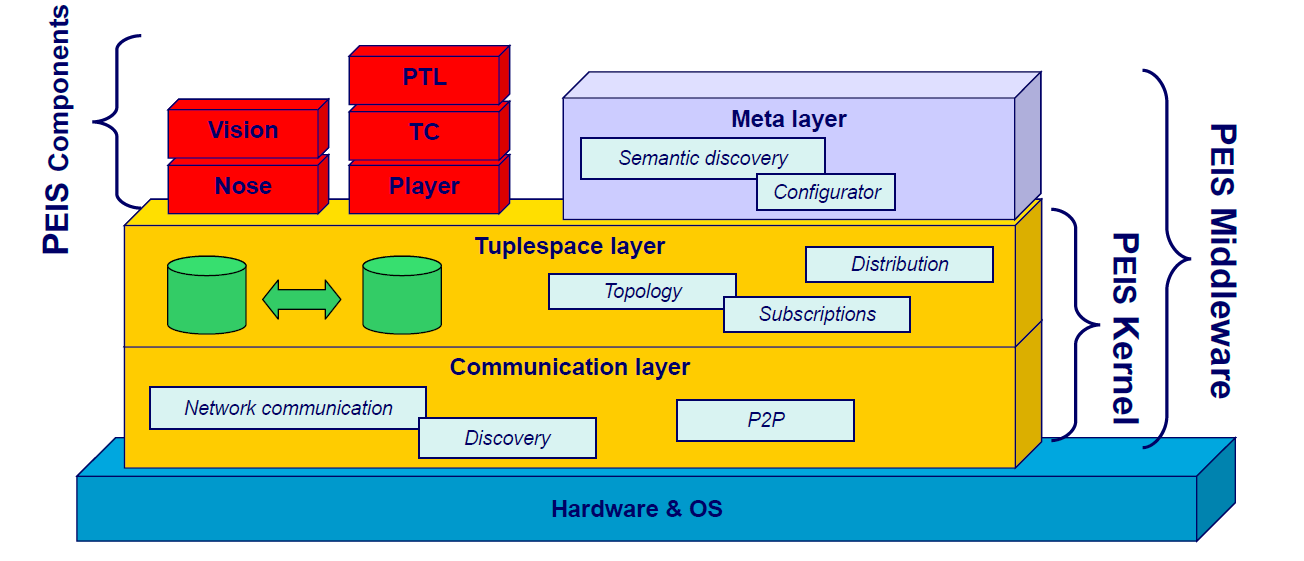 PEIS Components
PTL
Vision
TC
Nose
Player
Meta layer
Semantic discovery
Configurator
Tuplespace layer
Distribution
Topology
Subscriptions
Communication layer
Network communication
Discovery
P2P
Hardware & OS
PEIS Kernel
PEIS Middleware